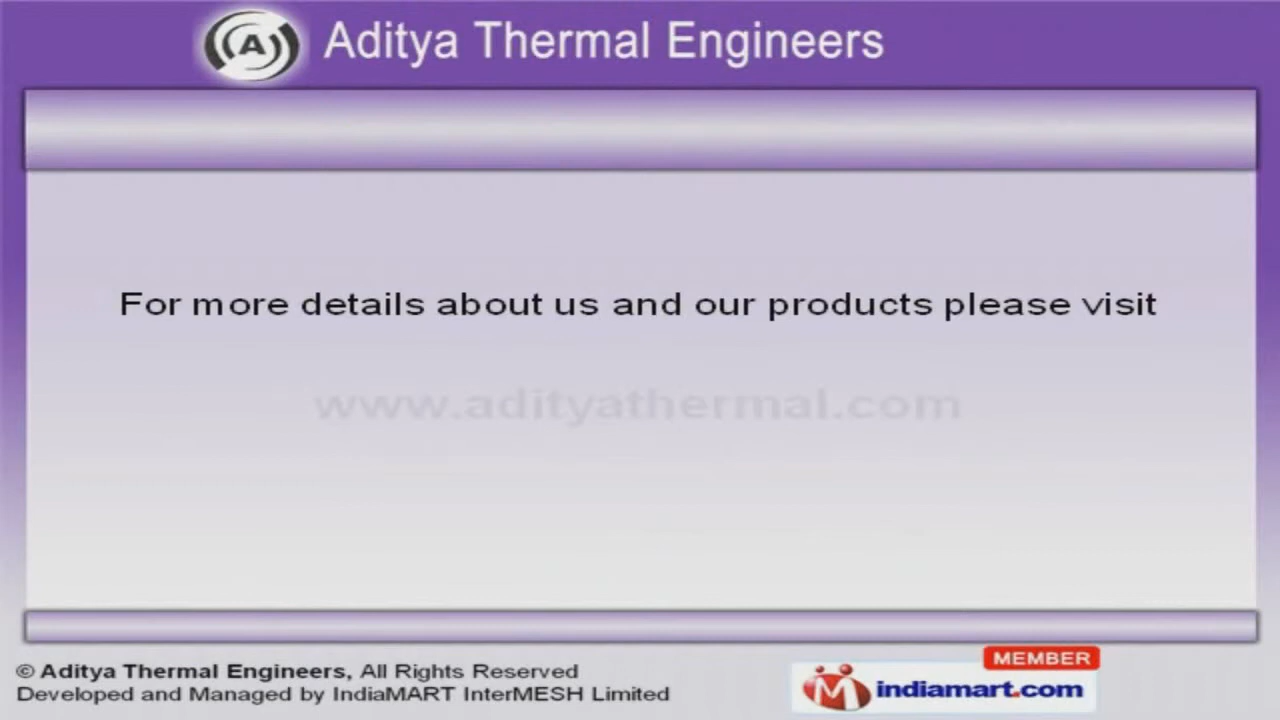 A Aditya Thermal Engineers
For more details about us and our products please visit
www.adityathermal.com
© Aditya Thermal Engineers, All Rights Reserved
Developed and Managed by IndiaMART InterMESH Limited
MEMBER
indiamart.com